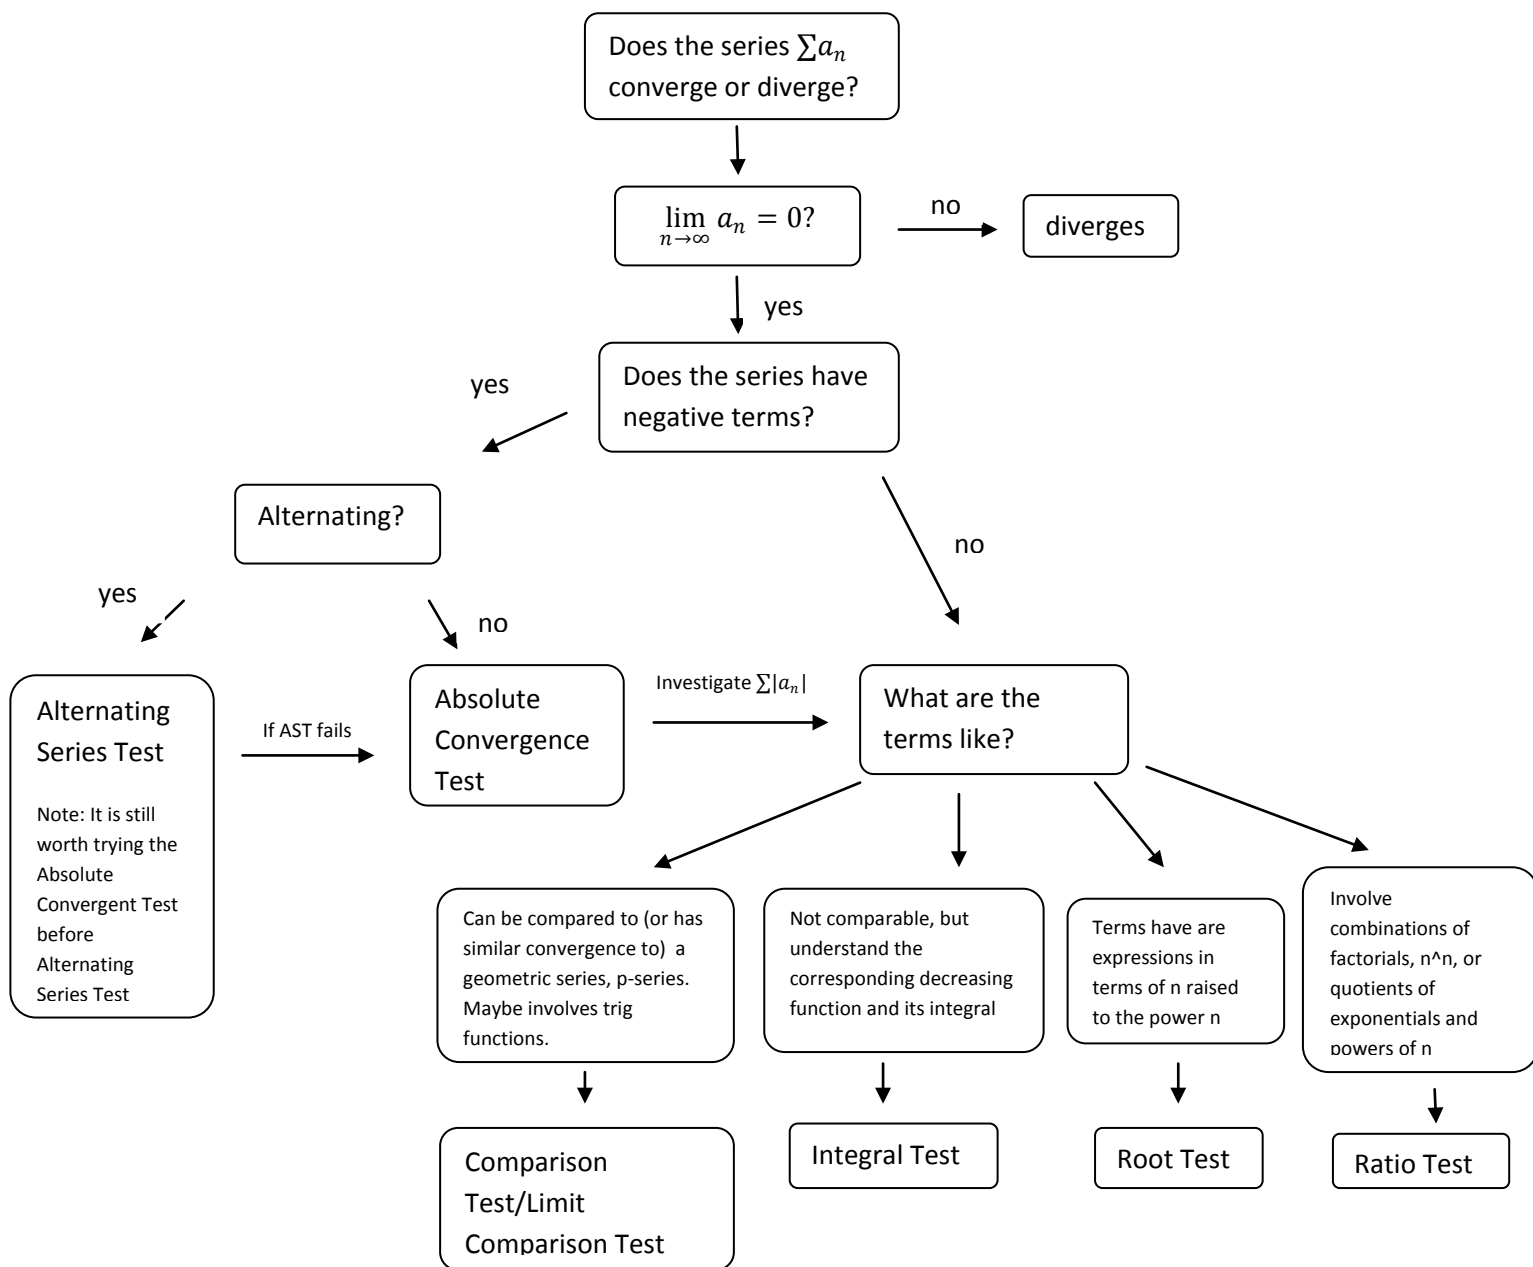 Does the series ∑aₙ
converge or diverge?
lim aₙ = 0?
n→∞
no
diverges
yes
Does the series have
negative terms?
yes
Alternating?
no
yes
no
Alternating
Series Test
Note: It is still
worth trying the
Absolute
Convergent Test
before
Alternating
Series Test
If AST fails
Absolute
Convergence
Test
Investigate ∑|aₙ|
What are the
terms like?
Can be compared to (or has
similar convergence to) a
geometric series, p-series.
Maybe involves trig
functions.
Not comparable, but
understand the
corresponding decreasing
function and its integral
Terms have are
expressions in
terms of n raised
to the power n
Involve
combinations of
factorials, n^n, or
quotients of
exponentials and
powers of n
Comparison
Test/Limit
Comparison Test
Integral Test
Root Test
Ratio Test